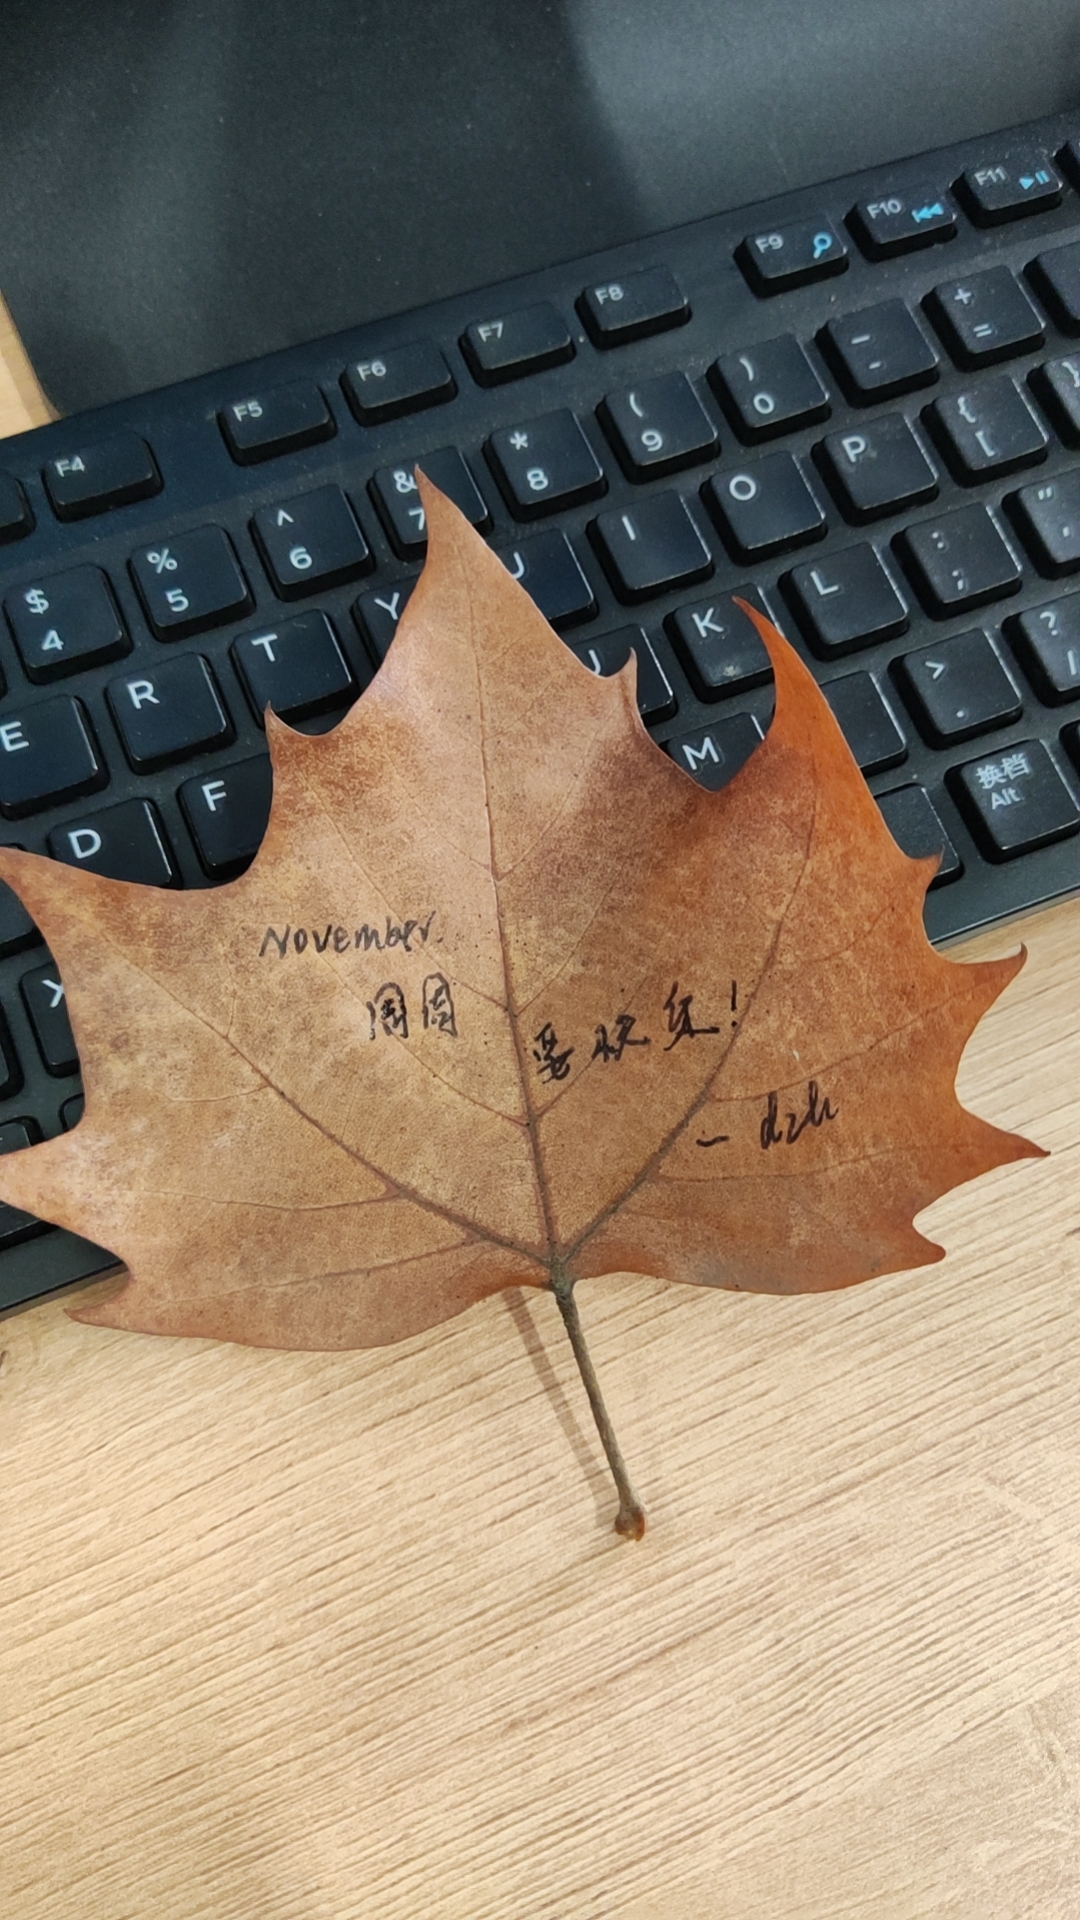 F4 F5 F6 F7 F8 F9 F10 F11
$ 4 % 5 ^ 6 & 7 * 8 ( 9 ) 0 - + =
E R T Y U I O P { [ }
D F J K L : ; " '
X M > . ? /
换档 Alt
November
周周
要快乐!
— dzh